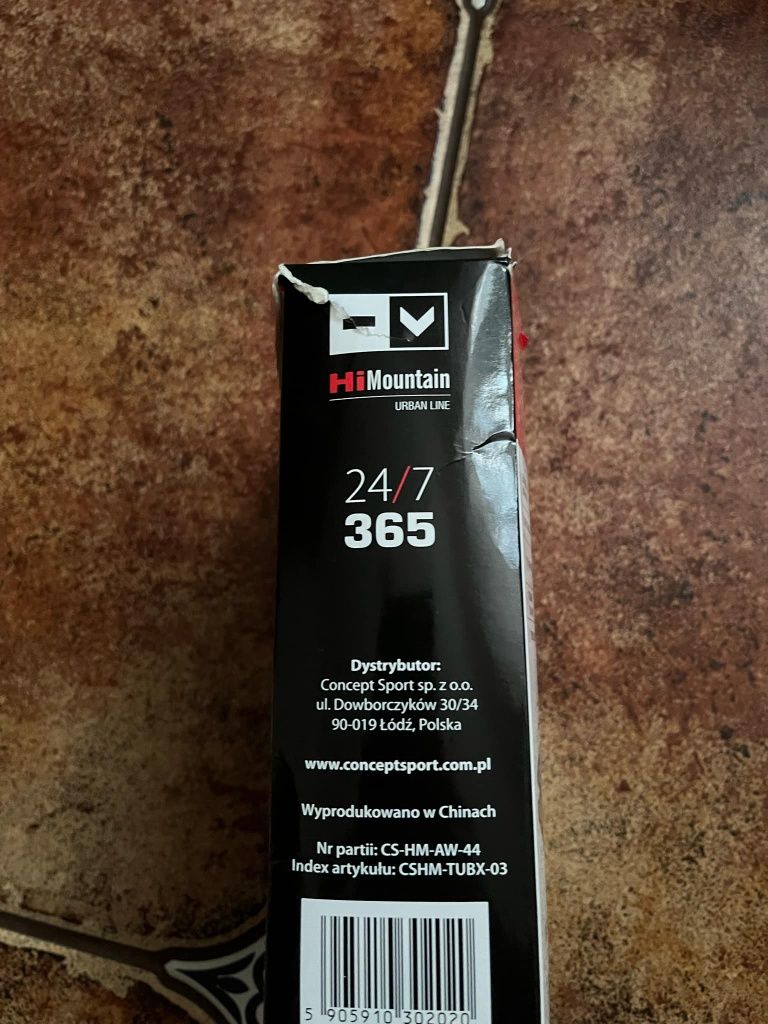 HiMountain
URBAN LINE
24/7
365
Dystrybutor:
Concept Sport sp. z o.o.
ul. Dowborczyków 30/34
90-019 Łódź, Polska
www.conceptsport.com.pl
Wyprodukowano w Chinach
Nr partii: CS-HM-AW-44
Index artykułu: CSHM-TUBX-03
5 905910 302020